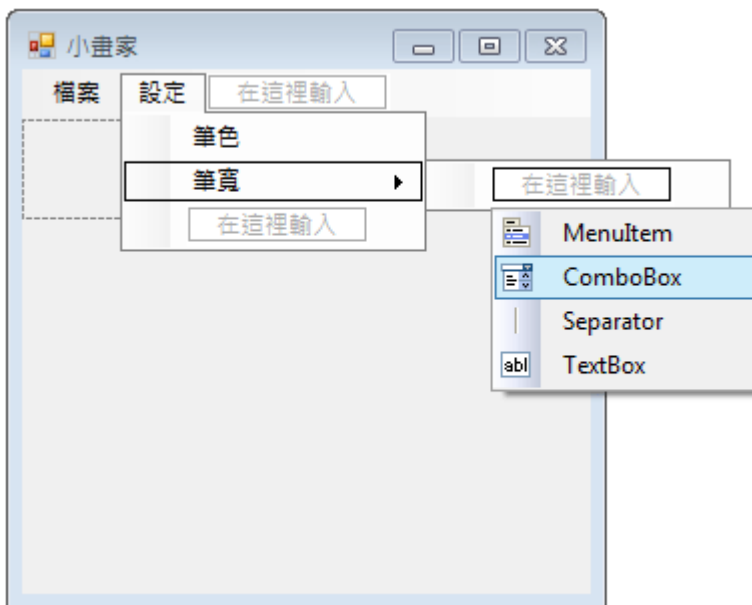 小畫家
檔案 設定 在這裡輸入
筆色
筆寬 在這裡輸入
在這裡輸入
MenuItem
ComboBox
Separator
abl TextBox